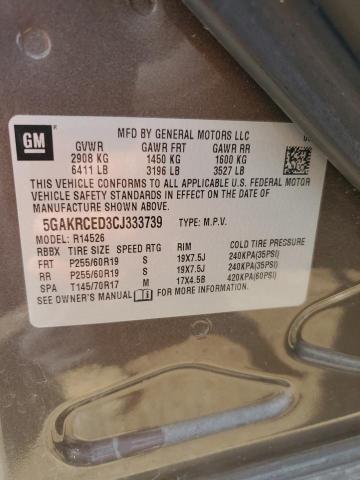 GM
MFD BY GENERAL MOTORS LLC
GVWR GAWR FRT GAWR RR
2908 KG 1450 KG 1600 KG
6411 LB 3196 LB 3527 LB
THIS VEHICLE CONFORMS TO ALL APPLICABLE U.S. FEDERAL MOTOR
VEHICLE SAFETY STANDARDS IN EFFECT ON THE DATE OF
MANUFACTURE SHOWN ABOVE.
5GAKRCED3CJ333739 TYPE: M.P.V.
MODEL: R14526
RBBX TIRE SIZE SPEED RTG RIM COLD TIRE PRESSURE
FRT P255/60R19 S 19X7.5J 240KPA(35PSI)
RR P255/60R19 S 19X7.5J 240KPA(35PSI)
SPA T145/70R17 M 17X4.5B 420KPA(60PSI)
SEE OWNER'S MANUAL FOR MORE INFORMATION.